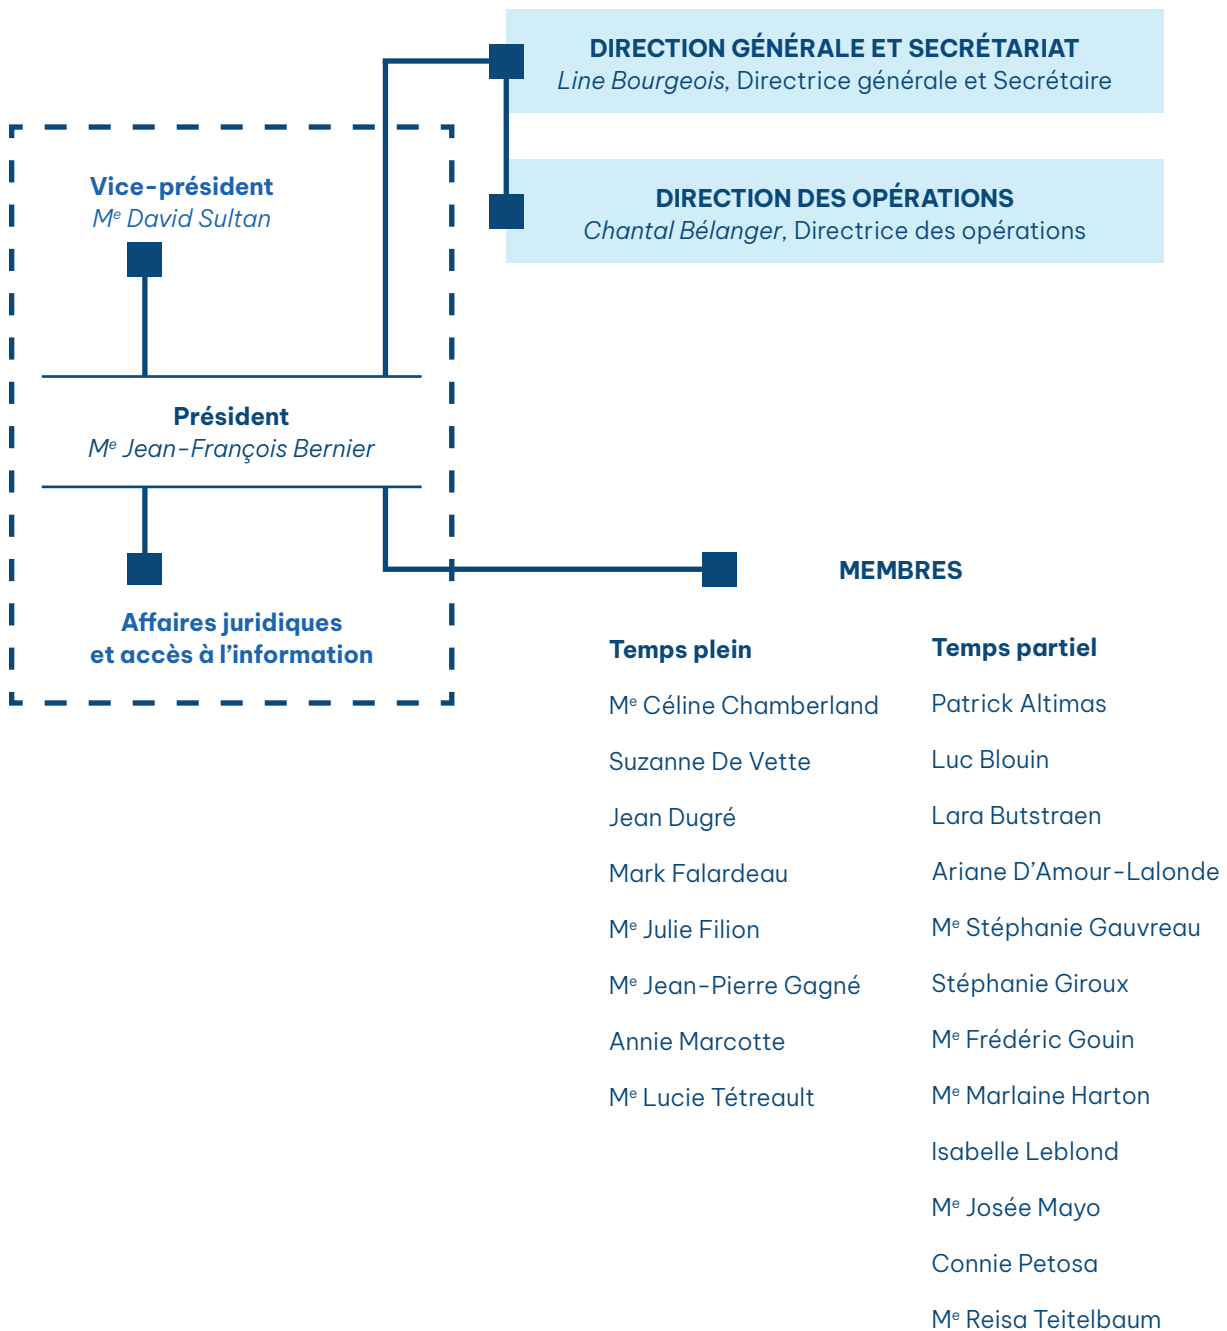 DIRECTION GÉNÉRALE ET SECRÉTARIAT
Line Bourgeois, Directrice générale et Secrétaire
DIRECTION DES OPÉRATIONS
Chantal Bélanger, Directrice des opérations
Vice-président
Mᵉ David Sultan
Président
Mᵉ Jean-François Bernier
Affaires juridiques
et accès à l’information
MEMBRES
Temps plein
Mᵉ Céline Chamberland
Suzanne De Vette
Jean Dugré
Mark Falardeau
Mᵉ Julie Filion
Mᵉ Jean-Pierre Gagné
Annie Marcotte
Mᵉ Lucie Tétreault
Temps partiel
Patrick Altimas
Luc Blouin
Lara Butstraen
Ariane D’Amour-Lalonde
Mᵉ Stéphanie Gauvreau
Stéphanie Giroux
Mᵉ Frédéric Gouin
Mᵉ Marlaine Harton
Isabelle Leblond
Mᵉ Josée Mayo
Connie Petosa
Mᵉ Reisa Teitelbaum